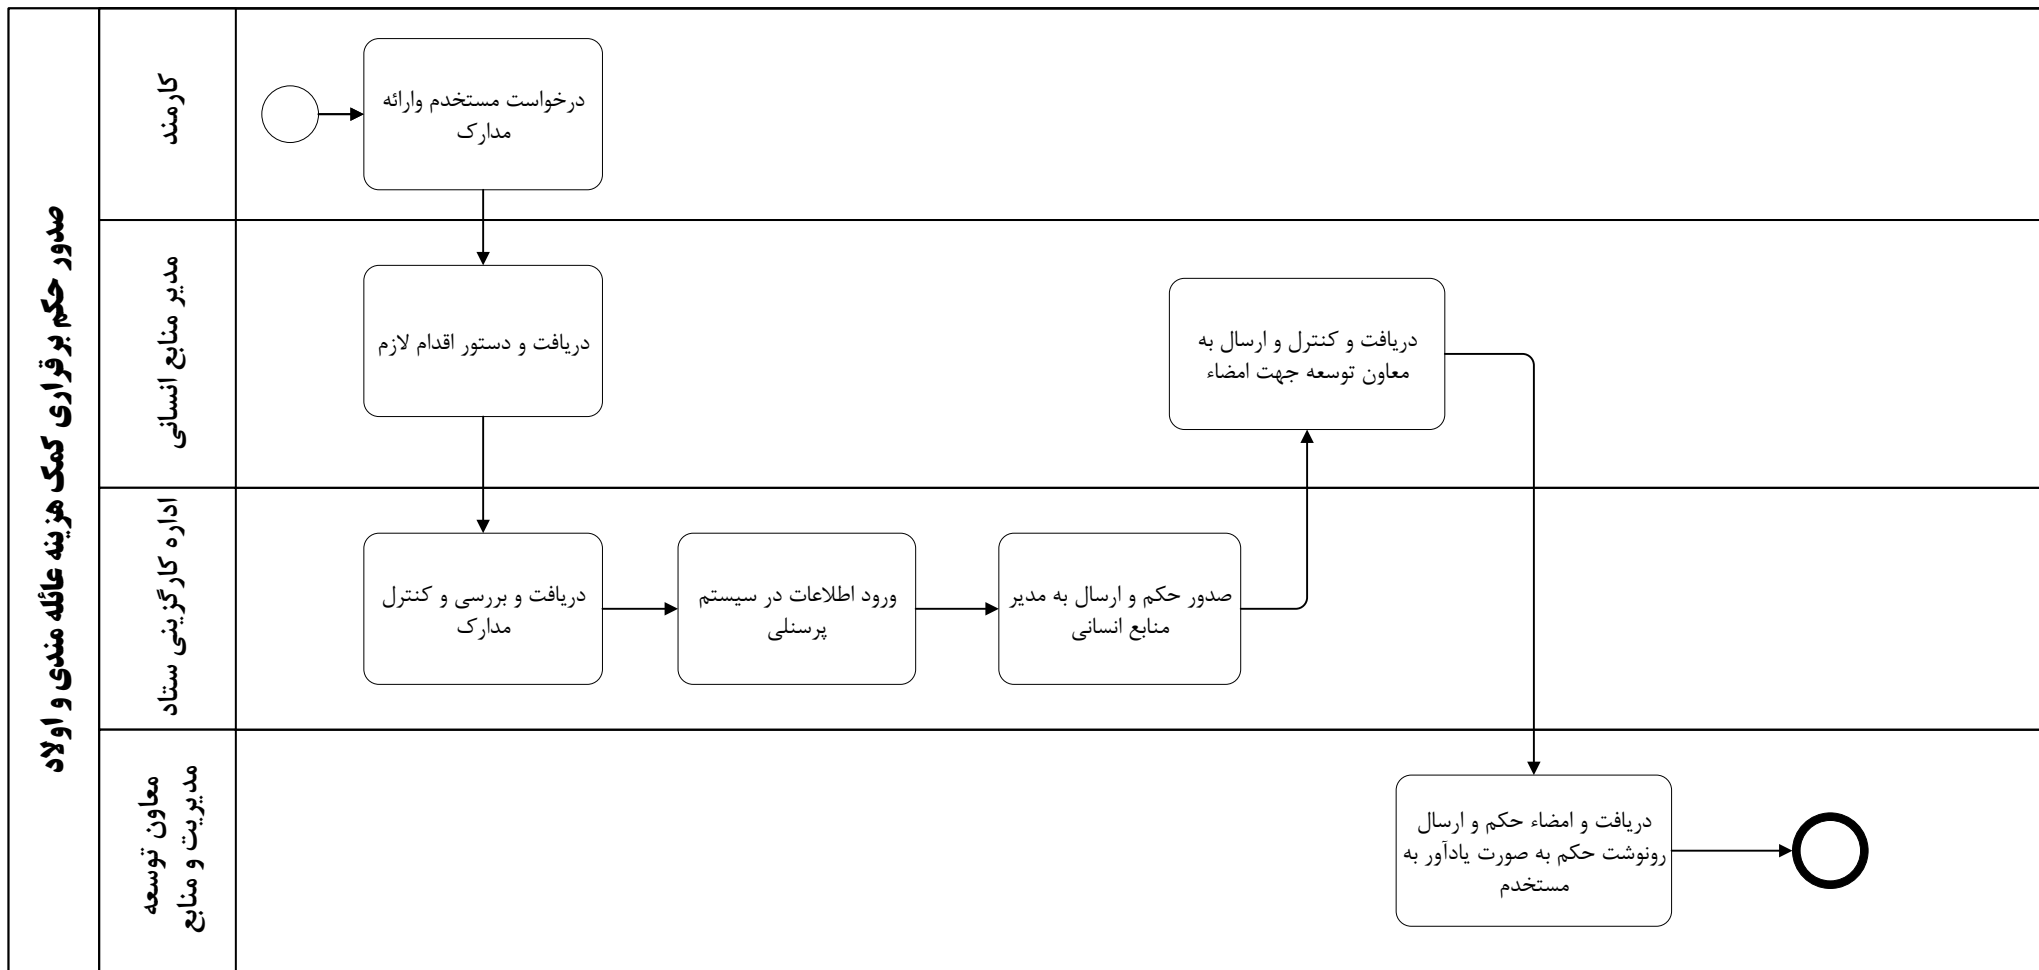 صدور حکم برقراری کمک هزینه عائله مندی و اولاد
کارمند
درخواست مستخدم وارائه
مدارک
مدیر منابع انسانی
دریافت و دستور اقدام لازم
دریافت و کنترل و ارسال به
معاون توسعه جهت امضاء
اداره کارگزینی ستاد
دریافت و بررسی و کنترل
مدارک
ورود اطلاعات در سیستم
پرسنلی
صدور حکم و ارسال به مدیر
منابع انسانی
معاون توسعه
مدیریت و منابع
دریافت و امضاء حکم و ارسال
رونوشت حکم به صورت یادآور به
مستخدم